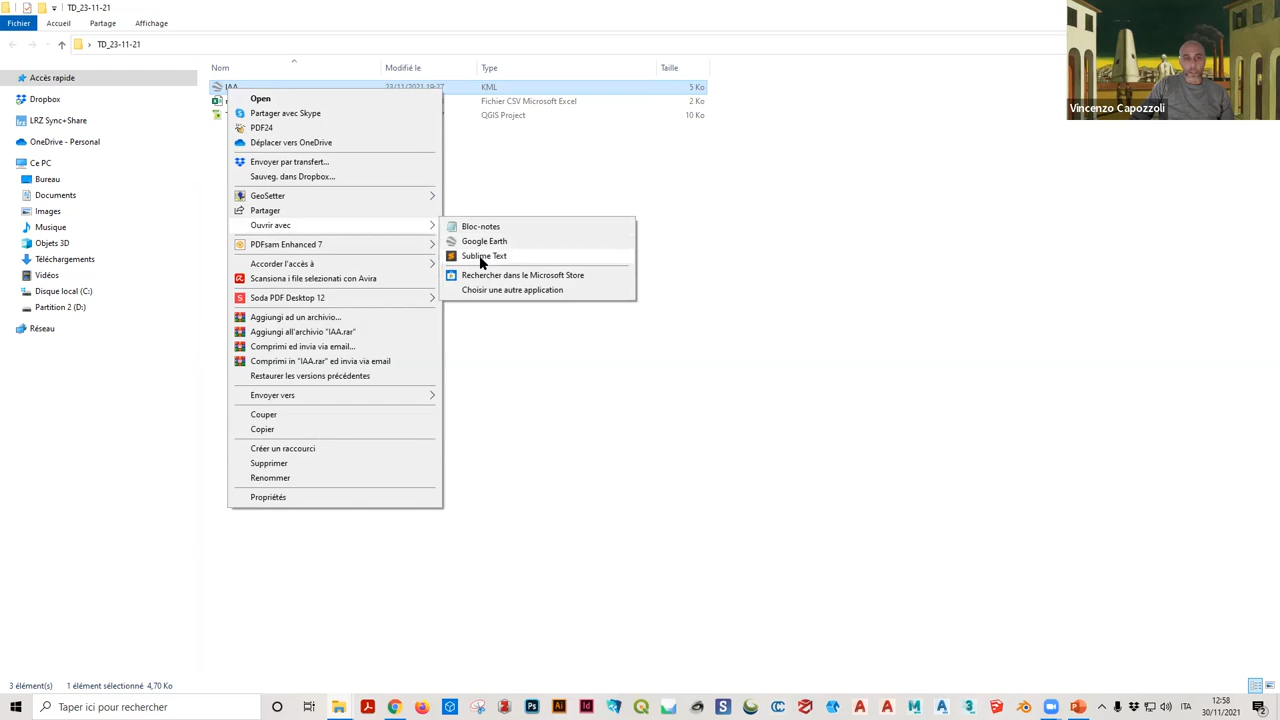 TD_23-11-21
Fichier Accueil Partage Affichage
TD_23-11-21
Nom Modifié le Type Taille
Accès rapide
Dropbox
LRZ Sync+Share
OneDrive - Personal
Ce PC
Bureau
Documents
Images
Musique
Objets 3D
Téléchargements
Vidéos
Disque local (C:)
Partition 2 (D:)
Réseau
IAA 23/11/2021 19:27 KML 5 Ko
Fichier CSV Microsoft Excel 2 Ko
QGIS Project 10 Ko
Open
Partager avec Skype
PDF24
Déplacer vers OneDrive
Envoyer par transfert...
Sauveg. dans Dropbox...
GeoSetter
Partager
Ouvrir avec
PDFsam Enhanced 7
Accorder l'accès à
Scansiona i file selezionati con Avira
Soda PDF Desktop 12
Aggiungi ad un archivio...
Aggiungi all'archivio "IAA.rar"
Comprimi ed invia via email...
Comprimi in "IAA.rar" ed invia via email
Restaurer les versions précédentes
Envoyer vers
Couper
Copier
Créer un raccourci
Supprimer
Renommer
Propriétés
Bloc-notes
Google Earth
Sublime Text
Rechercher dans le Microsoft Store
Choisir une autre application
Vincenzo Capozzoli
3 élément(s) 1 élément sélectionné 4,70 Ko
Taper ici pour rechercher
ITA
12:58
30/11/2021